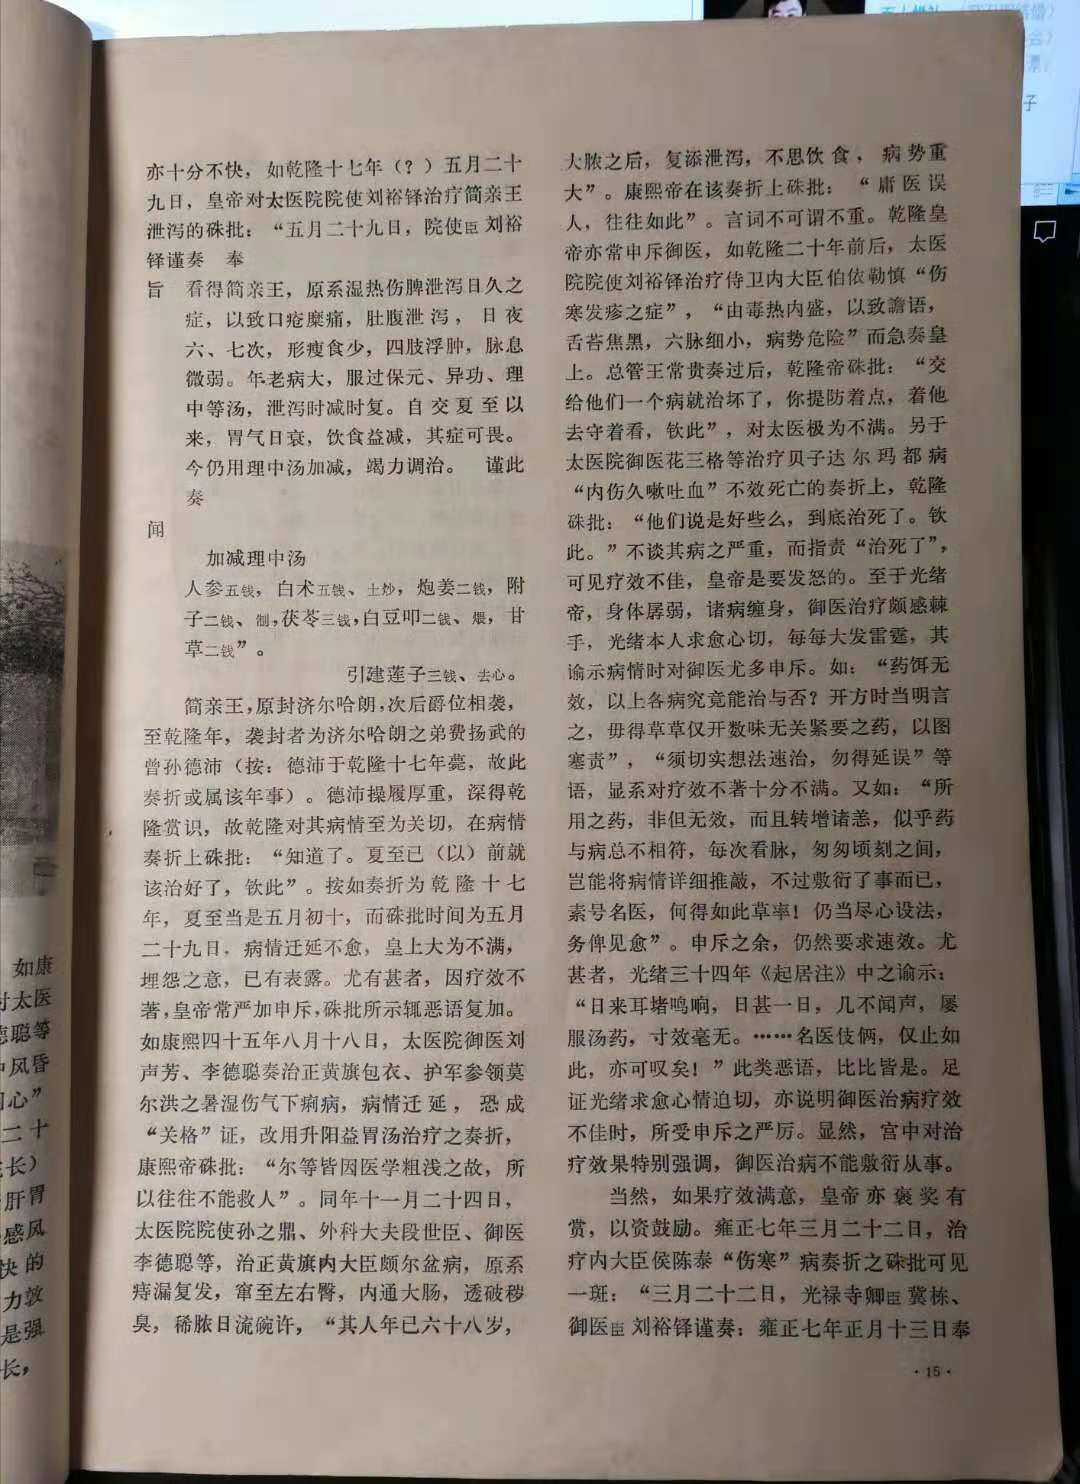 亦十分不快，如乾隆十七年（？）五月二十
九日，皇帝对太医院院使刘裕铎治疗简亲王
泄泻的硃批：“五月二十九日，院使臣 刘裕
铎谨奏　奉
旨　看得简亲王，原系湿热伤脾泄泻日久之
症，以致口疮糜痛，肚腹泄泻，日夜
六、七次，形瘦食少，四肢浮肿，脉息
微弱。年老病大，服过保元、异功、理
中等汤，泄泻时减时复。自交夏至以
来，胃气日衰，饮食益减，其症可畏。
今仍用理中汤加减，竭力调治。　谨此
奏
闻
加减理中汤
人参五钱，白术五钱、土炒，炮姜二钱，附
子二钱、制，茯苓三钱，白豆叩二钱、煨，甘
草二钱”。
引建莲子三钱、去心。
简亲王，原封济尔哈朗，次后爵位相袭，
至乾隆年，袭封者为济尔哈朗之弟费扬武的
曾孙德沛（按：德沛于乾隆十七年薨，故此
奏折或属该年事）。德沛操履厚重，深得乾
隆赏识，故乾隆对其病情至为关切，在病情
奏折上硃批：“知道了。夏至已（以）前就
该治好了，钦此”。按如奏折为乾隆十七
年，夏至当是五月初十，而硃批时间为五月
二十九日，病情迁延不愈，皇上大为不满，
埋怨之意，已有表露。尤有甚者，因疗效不
著，皇帝常严加申斥，硃批所示辄恶语复加。
如康熙四十五年八月十八日，太医院御医刘
声芳、李德聪奏治正黄旗包衣、护军参领莫
尔洪之暑湿伤气下痢病，病情迁延，恐成
“关格”证，改用升阳益胃汤治疗之奏折，
康熙帝硃批：“尔等皆因医学粗浅之故，所
以往往不能救人”。同年十一月二十四日，
太医院院使孙之鼎、外科大夫段世臣、御医
李德聪等，治正黄旗内大臣颇尔盆病，原系
痔漏复发，窜至左右臀，内通大肠，透破秽
臭，稀脓日流碗许，“其人年已六十八岁，
大脓之后，复添泄泻，不思饮食，病势重
大”。康熙帝在该奏折上硃批：“庸医误
人，往往如此”。言词不可谓不重。乾隆皇
帝亦常申斥御医，如乾隆二十年前后，太医
院院使刘裕铎治疗侍卫内大臣伯依勒慎“伤
寒发疹之症”，“由毒热内盛，以致谵语，
舌苔焦黑，六脉细小，病势危险”而急奏皇
上。总管王常贵奏过后，乾隆帝硃批：“交
给他们一个病就治坏了，你提防着点，着他
去守着看，钦此”，对太医极为不满。另于
太医院御医花三格等治疗贝子达尔玛都病
“内伤久嗽吐血”不效死亡的奏折上，乾隆
硃批：“他们说是好些么，到底治死了。钦
此。”不谈其病之严重，而指责“治死了”，
可见疗效不佳，皇帝是要发怒的。至于光绪
帝，身体孱弱，诸病缠身，御医治疗颇感棘
手，光绪本人求愈心切，每每大发雷霆，其
谕示病情时对御医尤多申斥。如：“药饵无
效，以上各病究竟能治与否？开方时当明言
之，毋得草草仅开数味无关紧要之药，以图
塞责”，“须切实想法速治，勿得延误”等
语，显系对疗效不著十分不满。又如：“所
用之药，非但无效，而且转增诸恙，似乎药
与病总不相符，每次看脉，匆匆顷刻之间，
岂能将病情详细推敲，不过敷衍了事而已，
素号名医，何得如此草率！仍当尽心设法，
务俾见愈”。申斥之余，仍然要求速效。尤
甚者，光绪三十四年《起居注》中之谕示：
“日来耳堵鸣响，日甚一日，几不闻声，屡
服汤药，寸效毫无。……名医伎俩，仅止如
此，亦可叹矣！”此类恶语，比比皆是。足
证光绪求愈心情迫切，亦说明御医治病疗效
不佳时，所受申斥之严厉。显然，宫中对治
疗效果特别强调，御医治病不能敷衍从事。
当然，如果疗效满意，皇帝亦褒奖有
赏，以资鼓励。雍正七年三月二十二日，治
疗内大臣侯陈泰“伤寒”病奏折之硃批可见
一斑：“三月二十二日，光禄寺卿臣 冀栋、
御医臣 刘裕铎谨奏：雍正七年正月十三日奉
·15·
如康
对太医
德聪等
中风昏
二十
肝胃
感风
快的
力敦
是强
长，